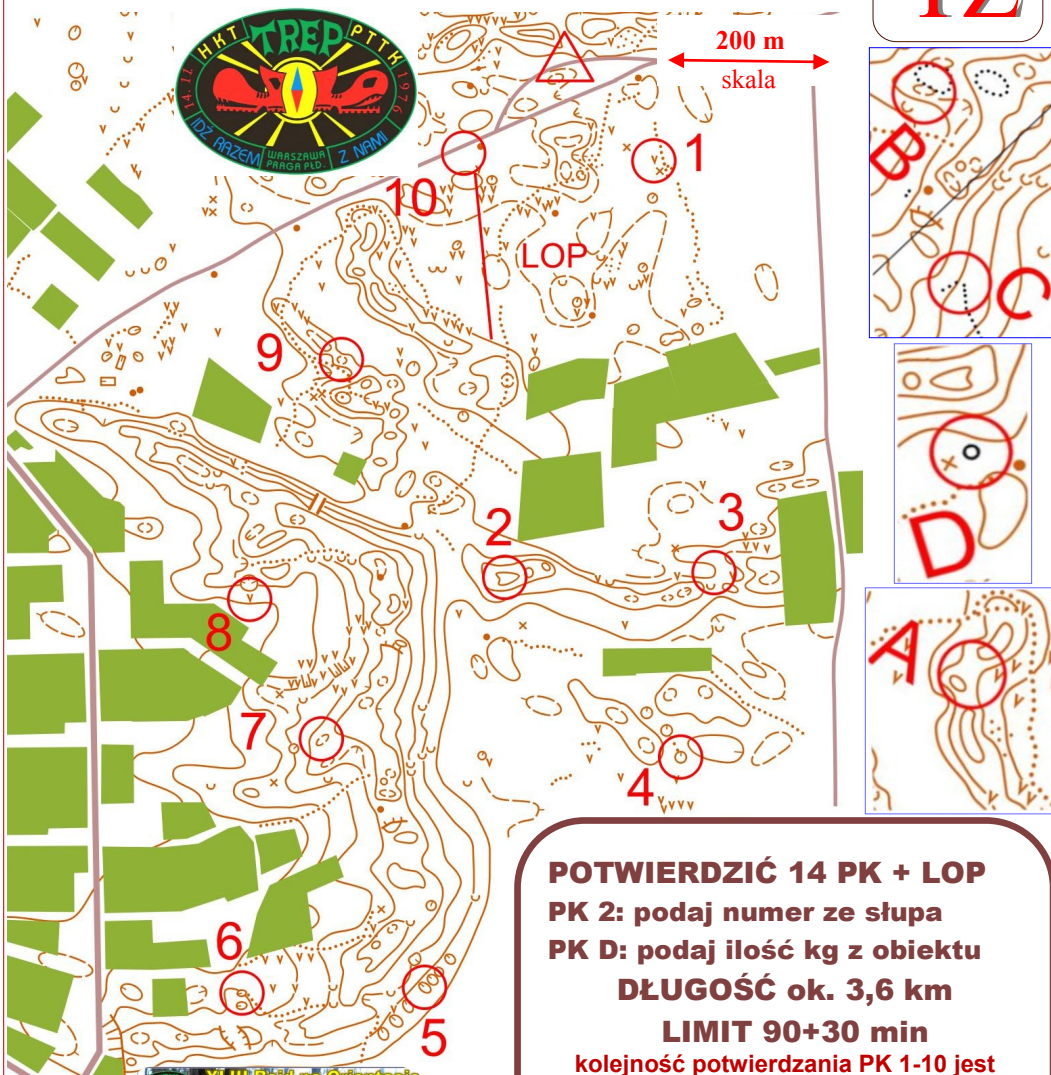 TZ
HKT TREP PTTK
14.11
1976
IDŹ RAZEM
Z NAMI
WARSZAWA
PRAGA PŁD.
200 m
skala
1
10
LOP
9
2
3
8
7
4
6
5
B
C
D
A
POTWIERDZIĆ 14 PK + LOP
PK 2: podaj numer ze słupa
PK D: podaj ilość kg z obiektu
DŁUGOŚĆ ok. 3,6 km
LIMIT 90+30 min
kolejność potwierdzania PK 1-10 jest